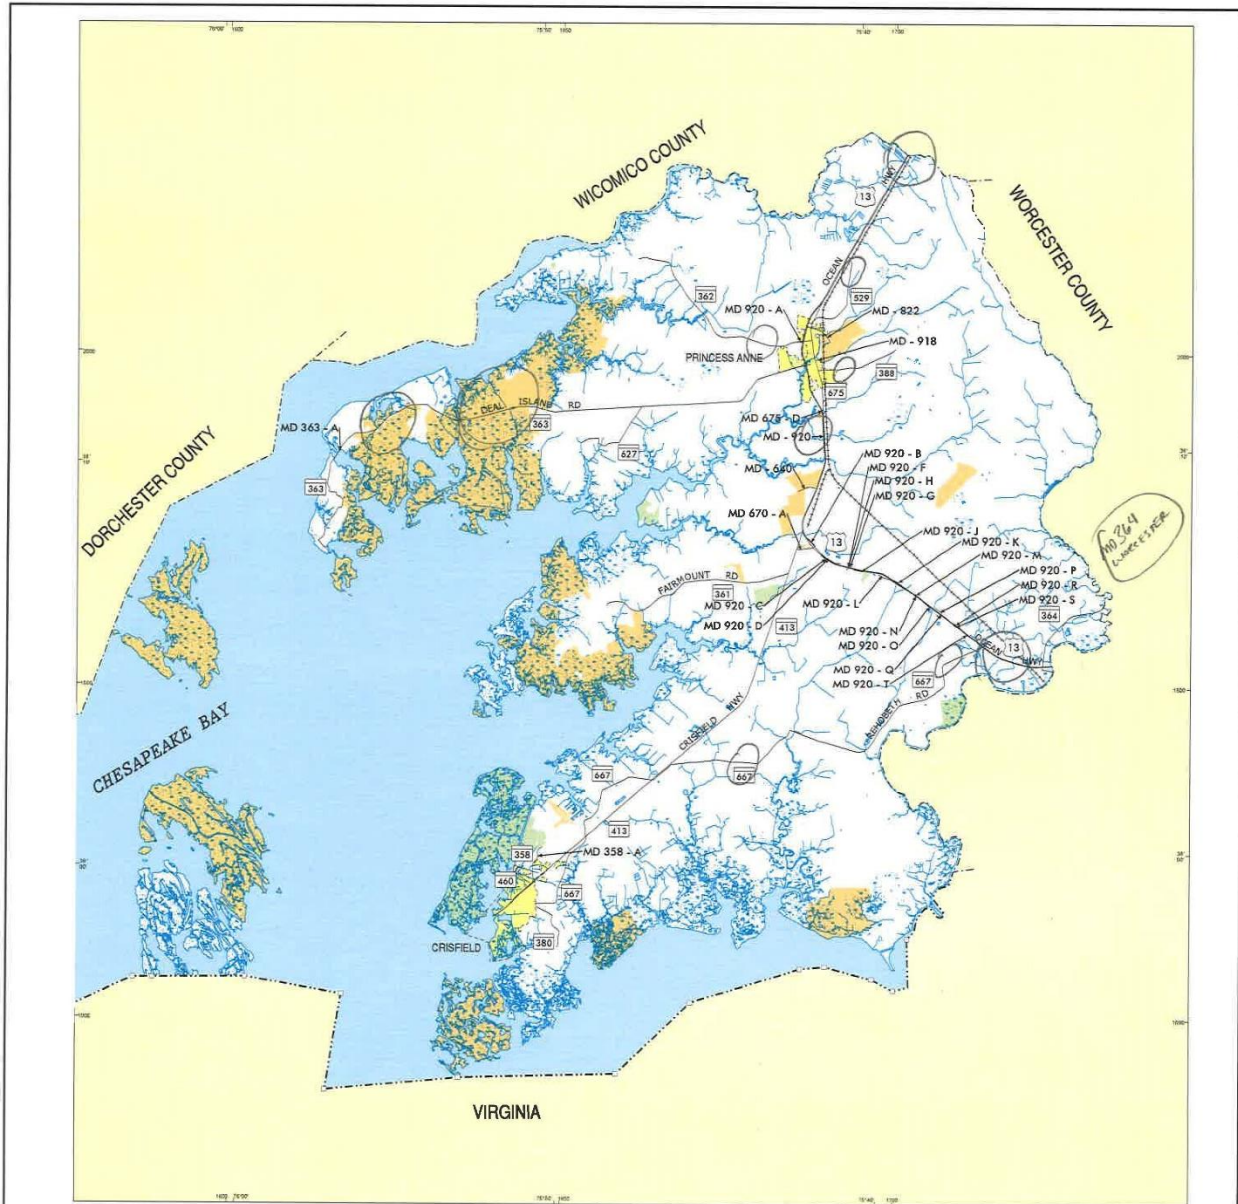 WICOMICO COUNTY
WORCESTER COUNTY
DORCHESTER COUNTY
CHESAPEAKE BAY
VIRGINIA
HWY
13
OCEAN
529
362
MD 920 - A
MD - 822
MD - 918
PRINCESS ANNE
388
675
DEAL ISLAND RD
MD 675 - D
363
MD 363 - A
MD - 920
627
MD 920 - B
MD 920 - F
MD - 640
MD 920 - H
363
MD 920 - G
MD 670 - A
MD 364
WORCESTER
13
MD 920 - J
MD 920 - K
MD 920 - M
MD 920 - P
FAIRMOUNT RD
MD 920 - R
361
MD 920 - S
MD 920 - C
MD 920 - L
364
MD 920 - D
413
MD 920 - N
MD 920 - O
OCEAN
13
HWY
MD 920 - Q
MD 920 - T
667
REHOBETH RD
CRISFIELD HWY
667
667
413
358
MD 358 - A
460
667
CRISFIELD
380